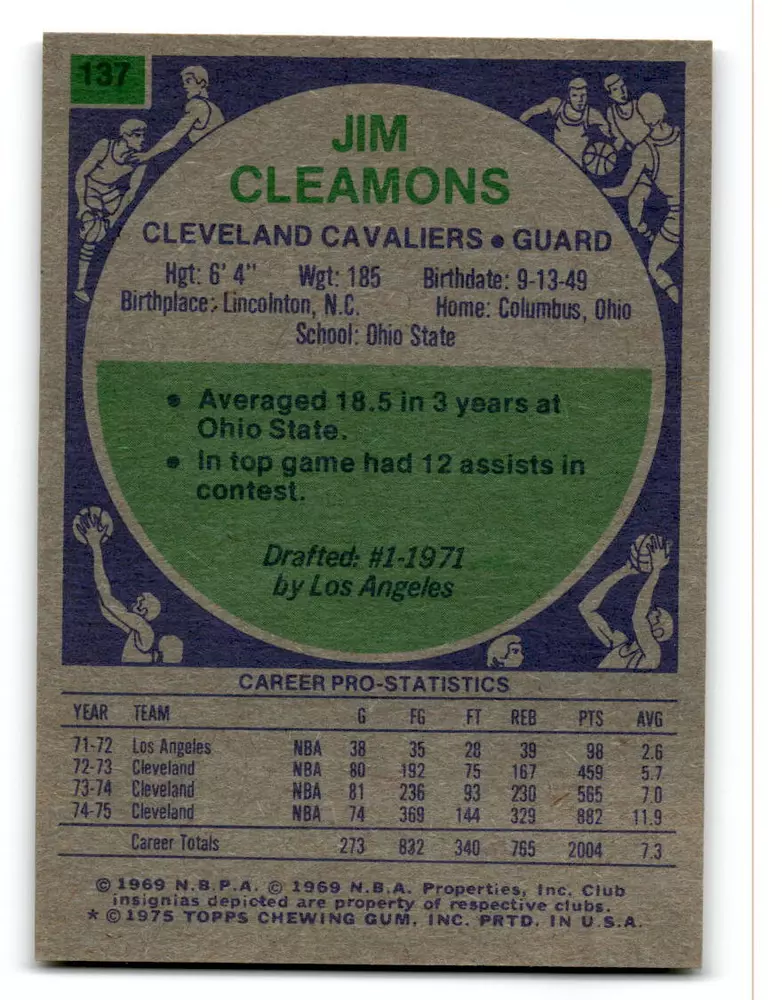 137
JIM
CLEAMONS
CLEVELAND CAVALIERS • GUARD
Hgt: 6' 4" Wgt: 185 Birthdate: 9-13-49
Birthplace: Lincolnton, N.C. Home: Columbus, Ohio
School: Ohio State
• Averaged 18.5 in 3 years at
Ohio State.
• In top game had 12 assists in
contest.
Drafted: #1-1971
by Los Angeles
CAREER PRO-STATISTICS
YEAR TEAM G FG FT REB PTS AVG
71-72 Los Angeles NBA 38 35 28 39 98 2.6
72-73 Cleveland NBA 80 192 75 167 459 5.7
73-74 Cleveland NBA 81 236 93 230 565 7.0
74-75 Cleveland NBA 74 369 144 329 882 11.9
Career Totals 273 832 340 765 2004 7.3
© 1969 N.B.P.A. © 1969 N.B.A. Properties, Inc. Club
insignias depicted are property of respective clubs.
* © 1975 TOPPS CHEWING GUM, INC. PRTD. IN U.S.A.